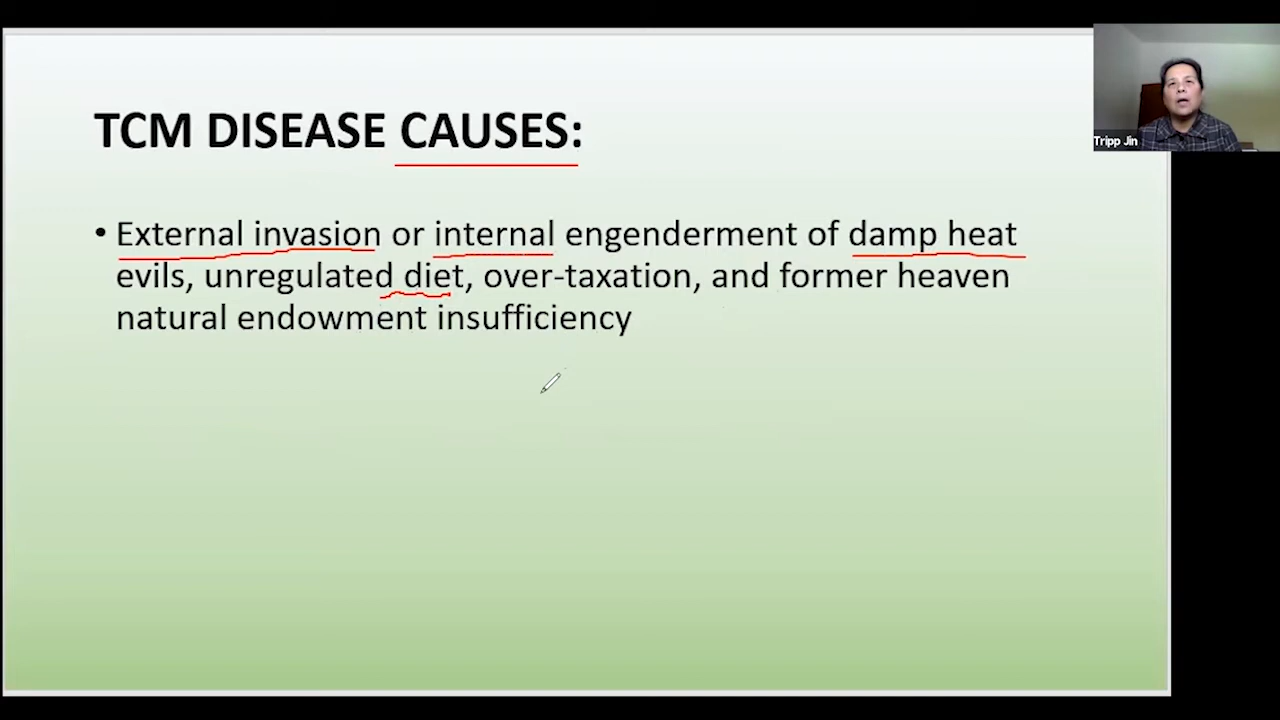 TCM DISEASE CAUSES:
• External invasion or internal engenderment of damp heat
evils, unregulated diet, over-taxation, and former heaven
natural endowment insufficiency
Tripp Jin